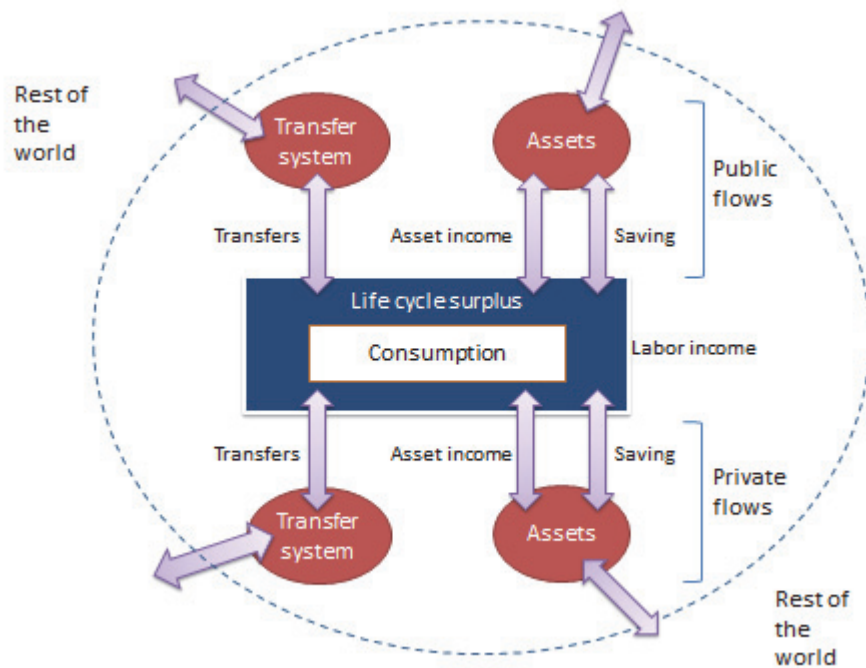 Rest of
the
world
Transfer
system
Assets
Public
flows
Transfers
Asset income
Saving
Life cycle surplus
Consumption
Labor income
Transfers
Asset income
Saving
Private
flows
Transfer
system
Assets
Rest of
the
world